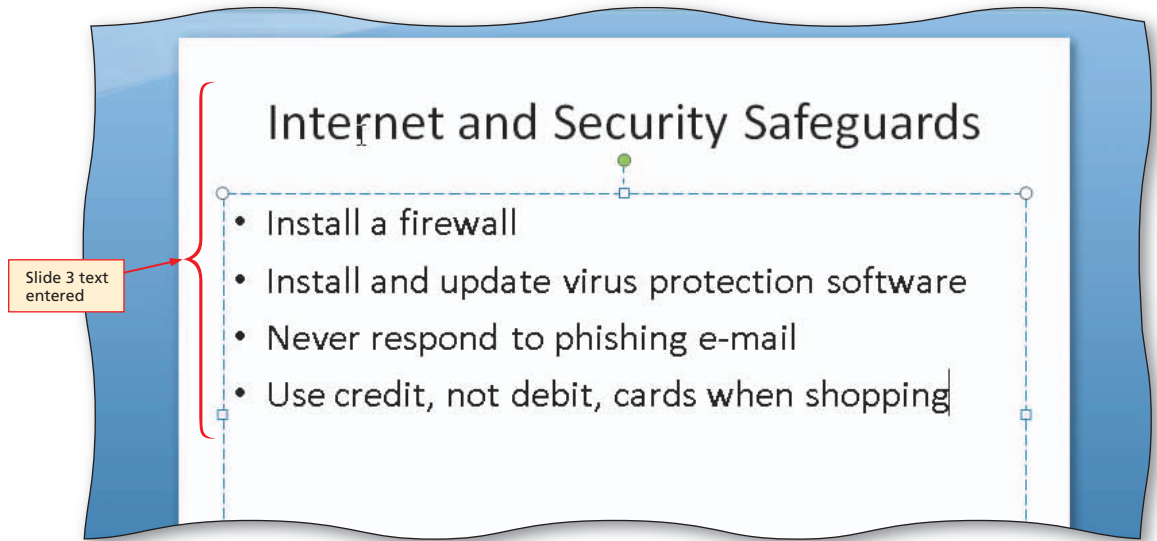 Internet and Security Safeguards
• Install a firewall
• Install and update virus protection software
• Never respond to phishing e-mail
• Use credit, not debit, cards when shopping
Slide 3 text
entered